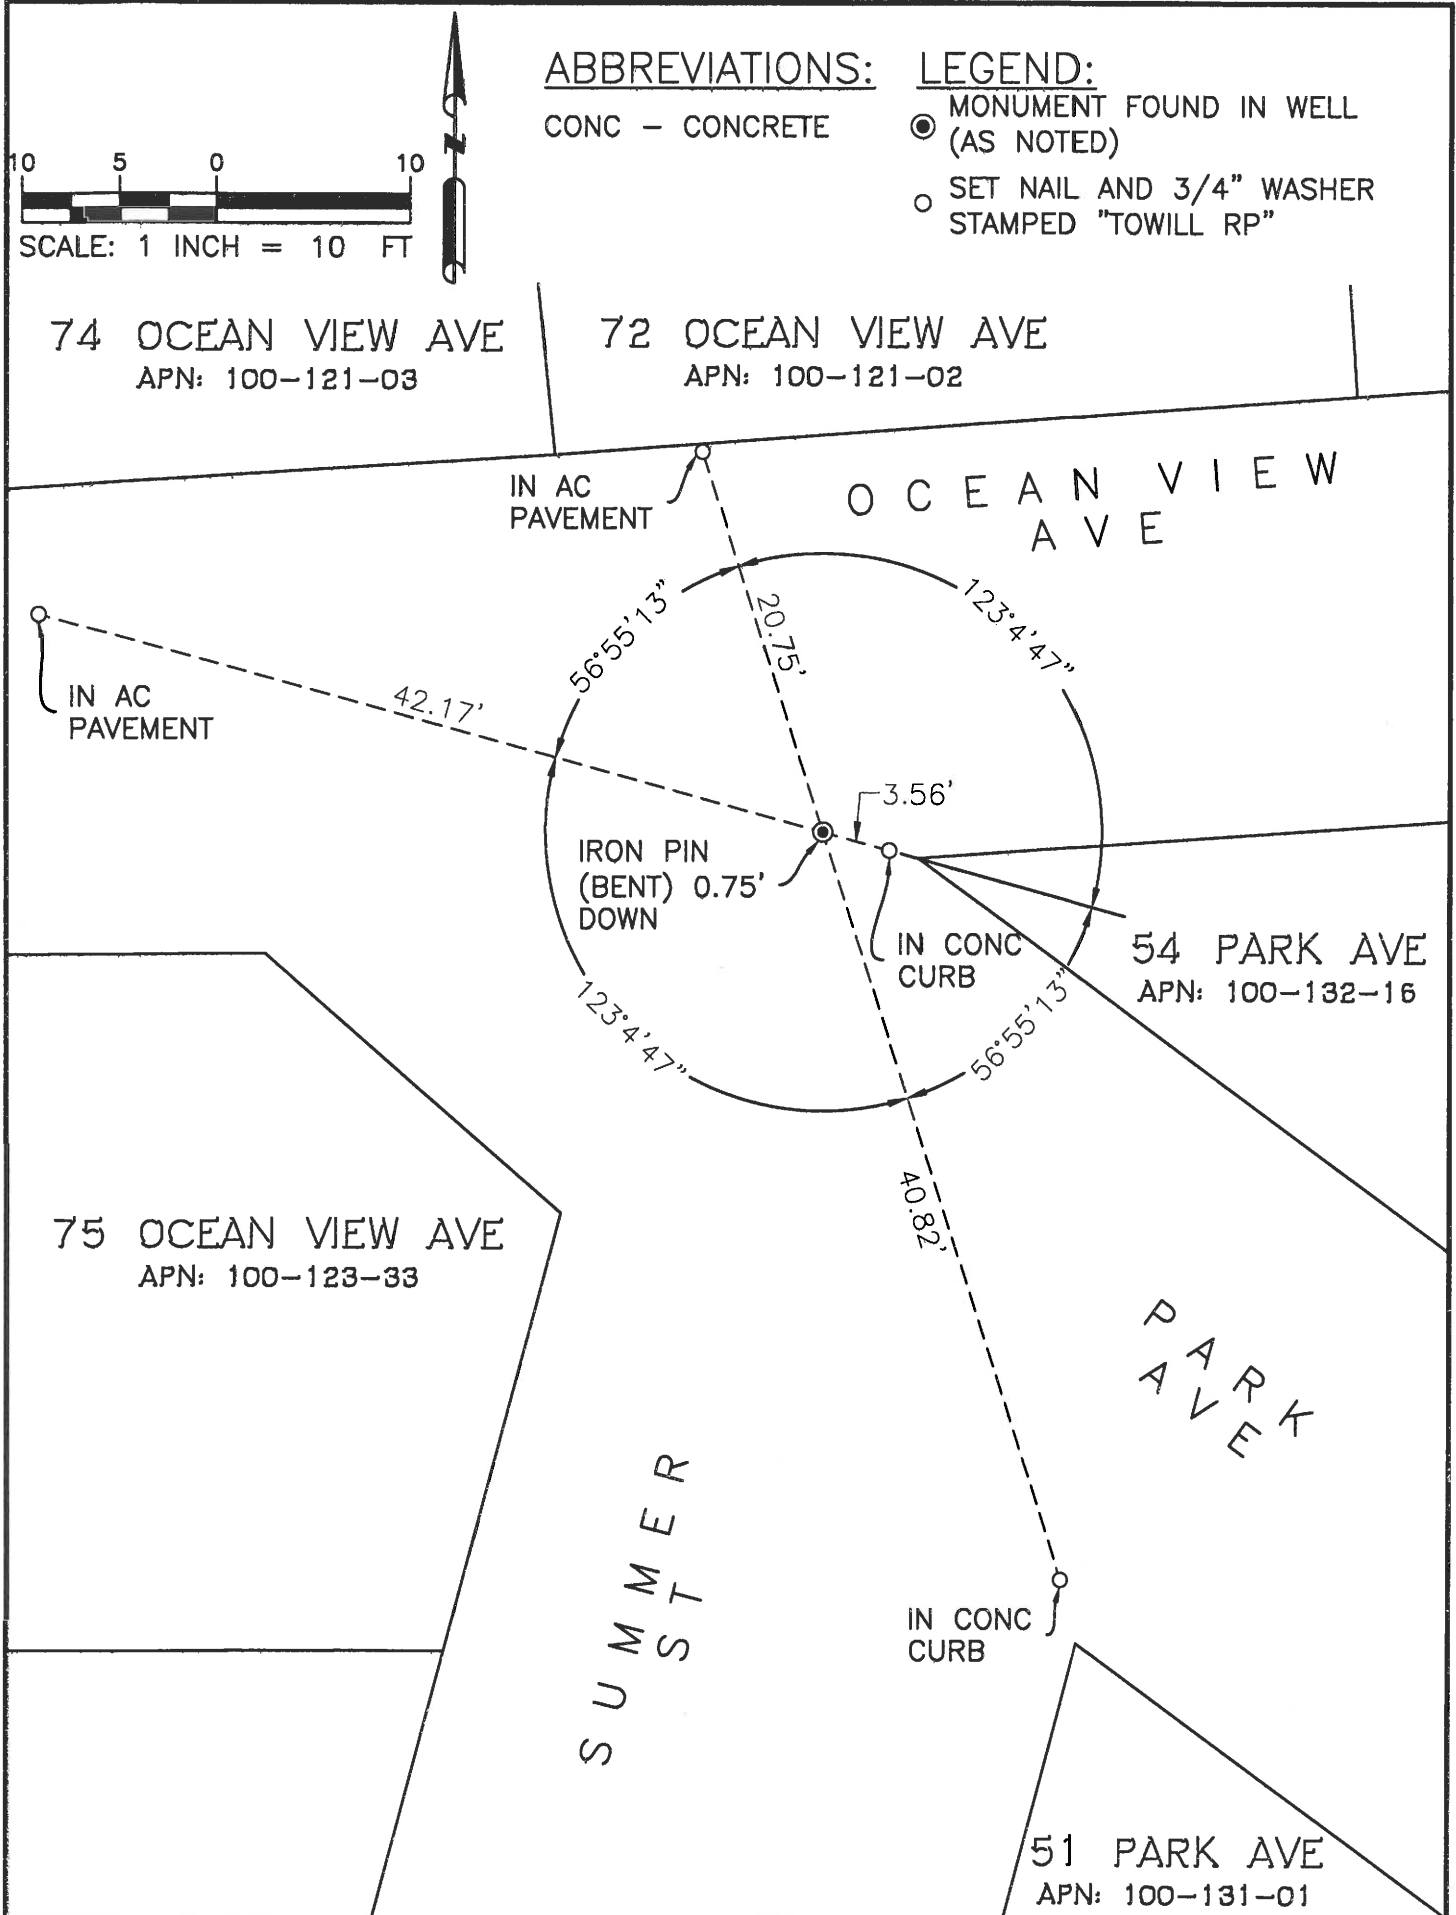 ABBREVIATIONS:
CONC – CONCRETE
LEGEND:
MONUMENT FOUND IN WELL
(AS NOTED)
SET NAIL AND 3/4" WASHER
STAMPED "TOWILL RP"
10 5 0 10
SCALE: 1 INCH = 10 FT
N
74 OCEAN VIEW AVE
APN: 100-121-03
72 OCEAN VIEW AVE
APN: 100-121-02
IN AC
PAVEMENT
OCEAN VIEW
AVE
56°55'13"
20.75'
123°4'47"
IN AC
PAVEMENT
42.17'
3.56'
IRON PIN
(BENT) 0.75'
DOWN
IN CONC
CURB
54 PARK AVE
APN: 100-132-16
123°4'47"
56°55'13"
40.82'
75 OCEAN VIEW AVE
APN: 100-123-33
PARK
AVE
SUMMER
ST
IN CONC
CURB
51 PARK AVE
APN: 100-131-01